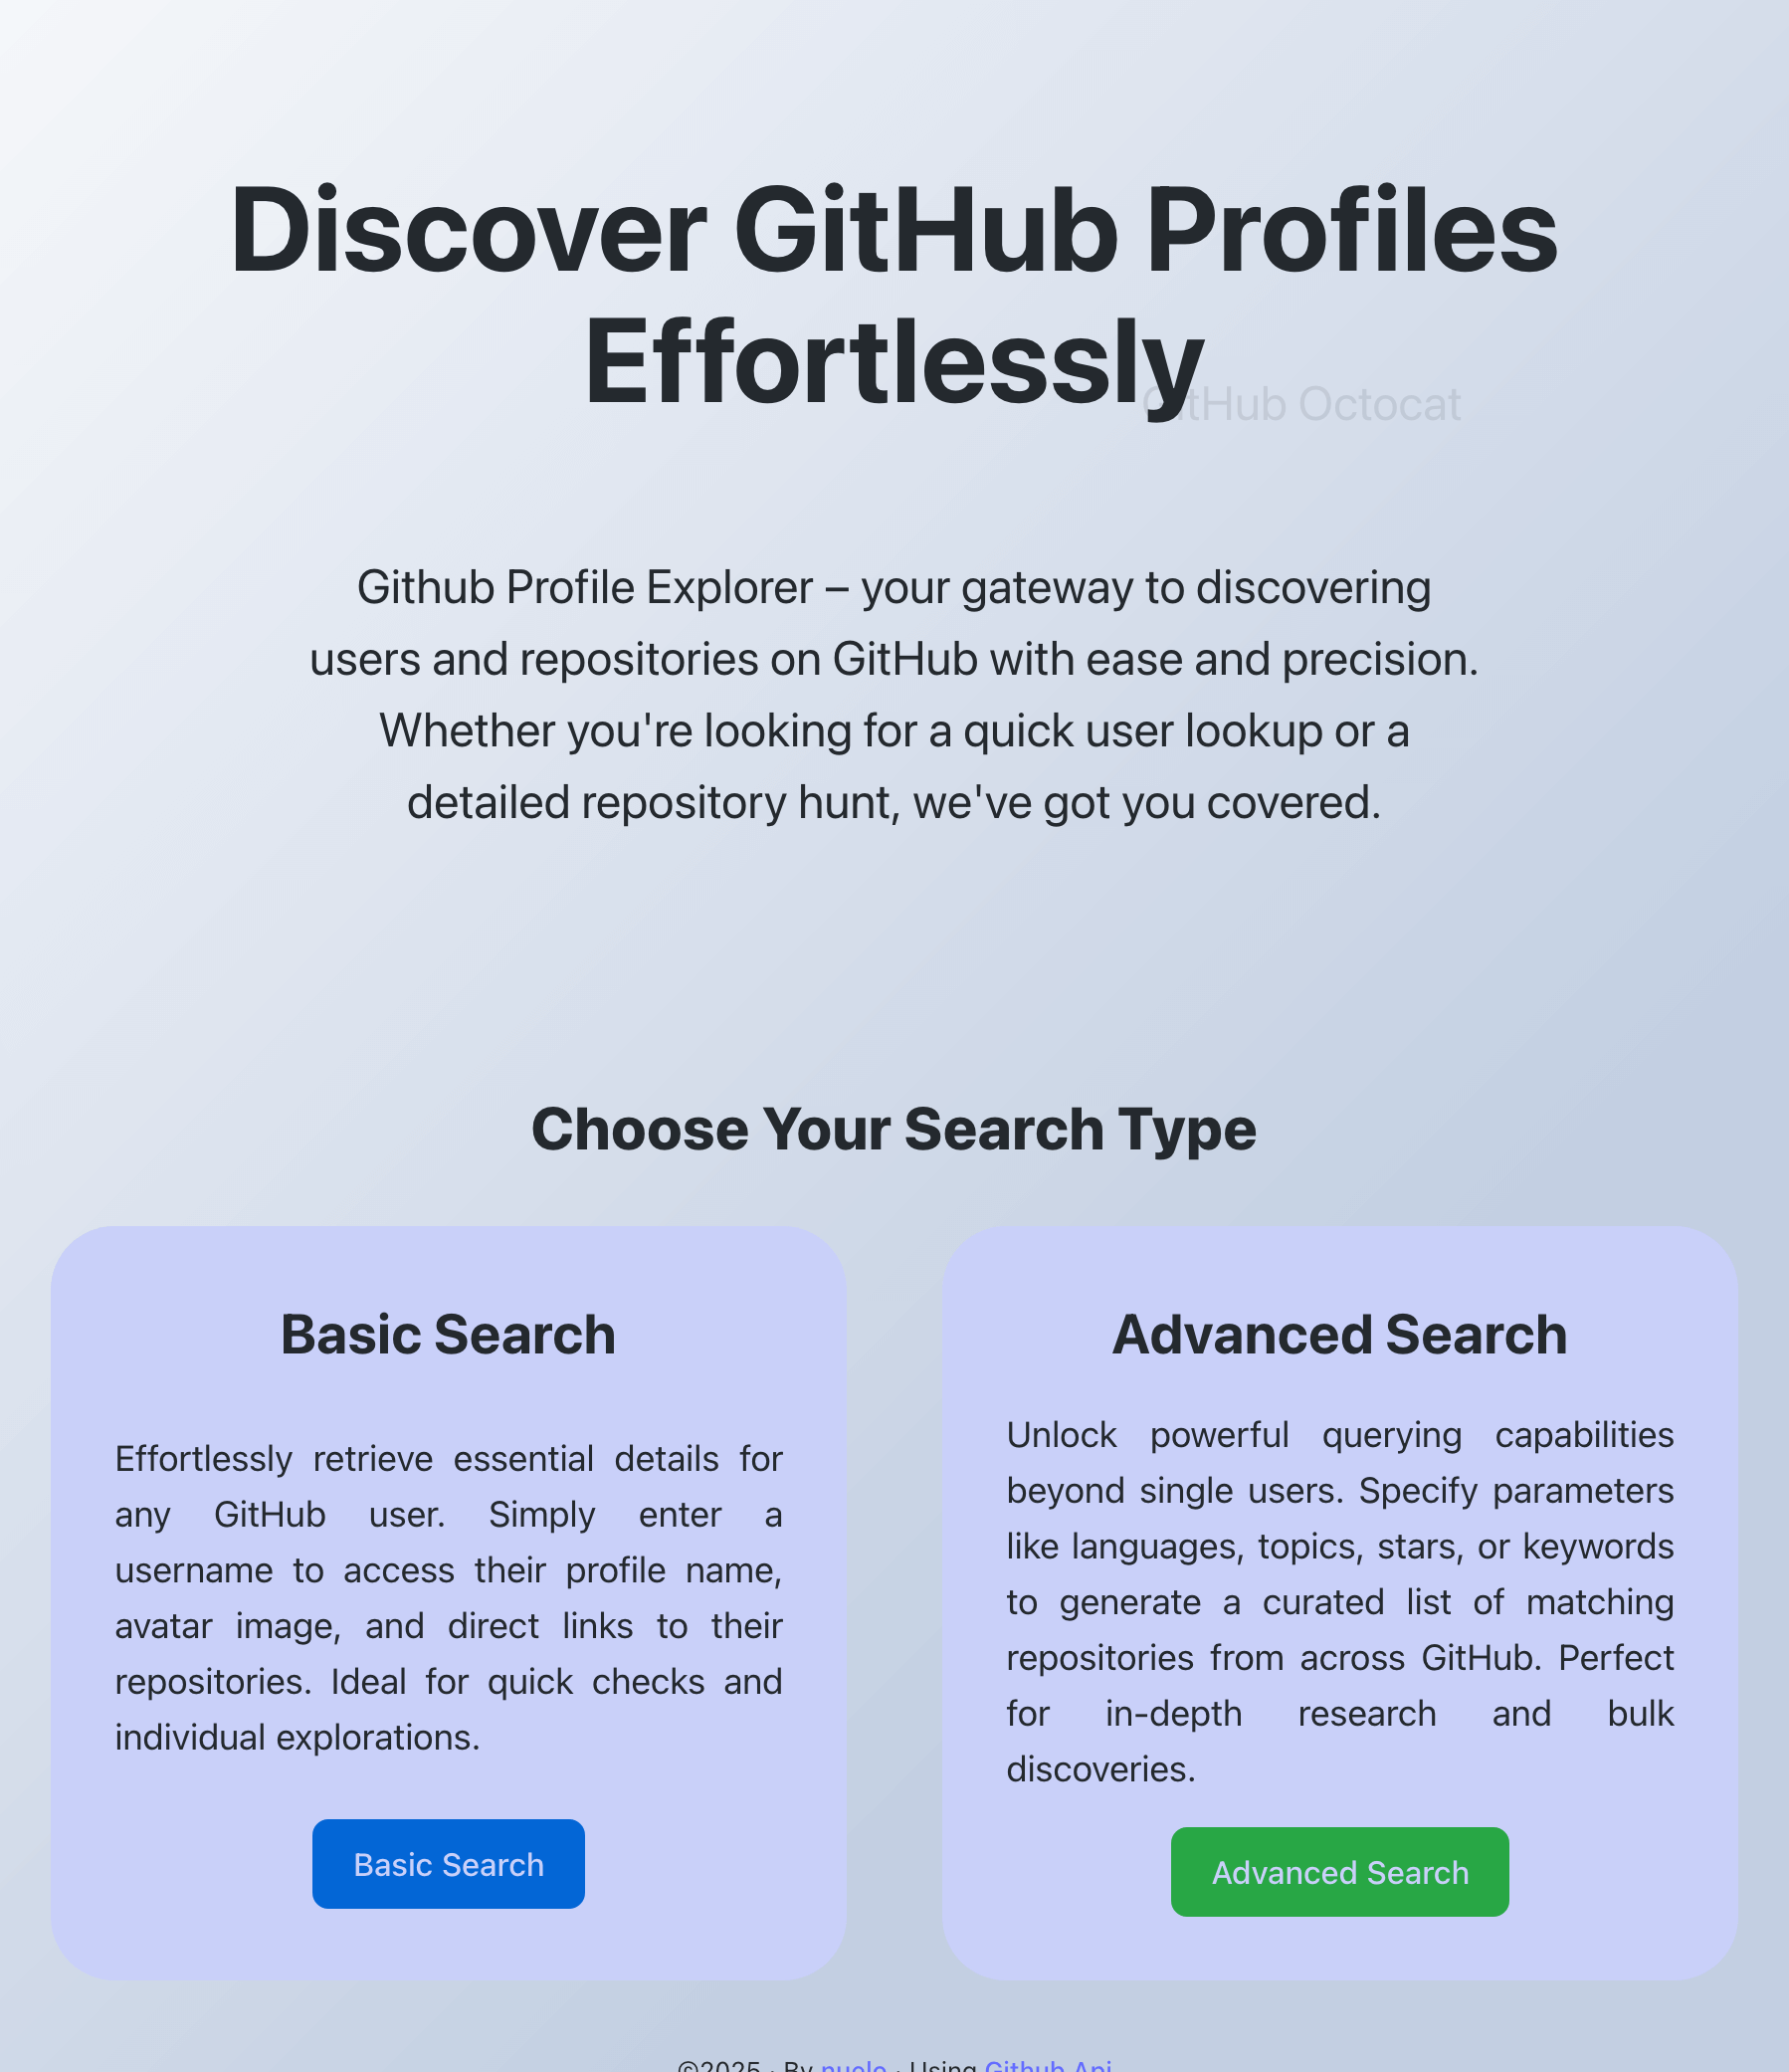 Discover GitHub Profiles
Effortlessly
GitHub Octocat
Github Profile Explorer – your gateway to discovering
users and repositories on GitHub with ease and precision.
Whether you're looking for a quick user lookup or a
detailed repository hunt, we've got you covered.
Choose Your Search Type
Basic Search
Effortlessly retrieve essential details for
any GitHub user. Simply enter a
username to access their profile name,
avatar image, and direct links to their
repositories. Ideal for quick checks and
individual explorations.
Basic Search
Advanced Search
Unlock powerful querying capabilities
beyond single users. Specify parameters
like languages, topics, stars, or keywords
to generate a curated list of matching
repositories from across GitHub. Perfect
for in-depth research and bulk
discoveries.
Advanced Search
©2025 · By nuelo · Using Github Api